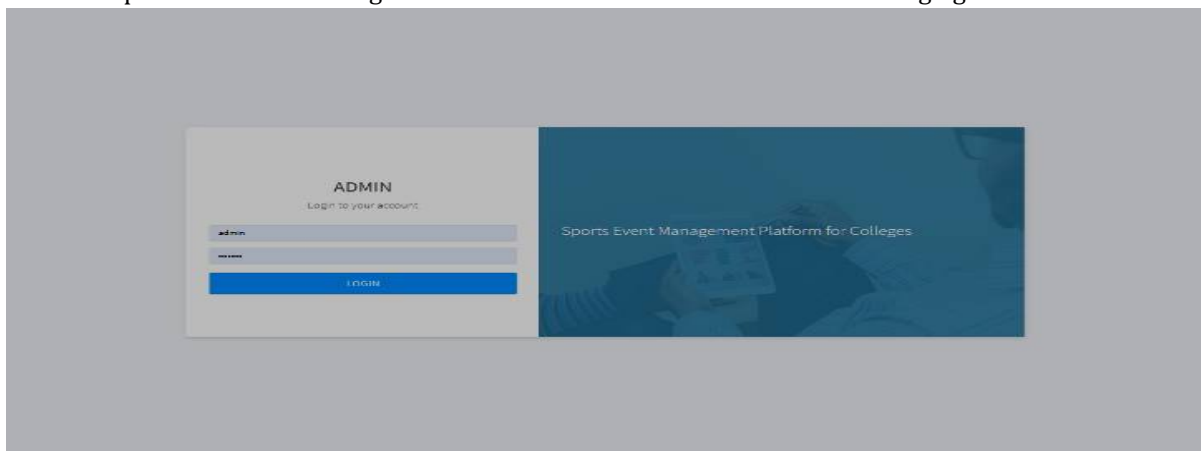 ADMIN
Login to your account
admin
LOGIN
Sports Event Management Platform for Colleges